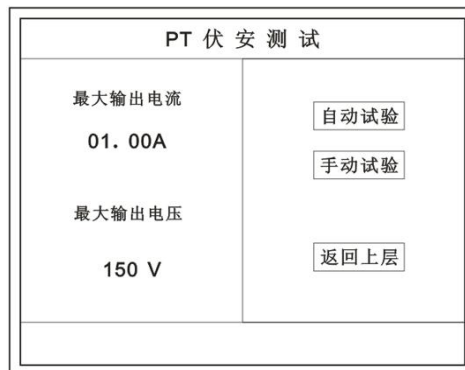 PT 伏 安 测 试
最大输出电流
01. 00A
最大输出电压
150 V
自动试验
手动试验
返回上层